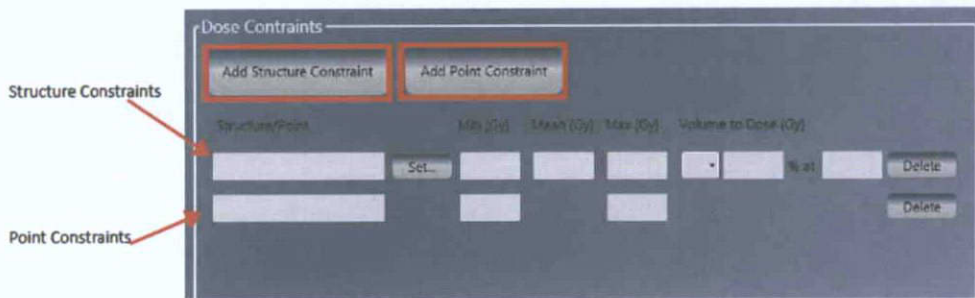 Dose Contraints
Add Structure Constraint Add Point Constraint
Structure Constraints
Structure/Point Min (Gy) Mean (Gy) Max (Gy) Volume to Dose (Gy)
Set... % at Delete
Delete
Point Constraints